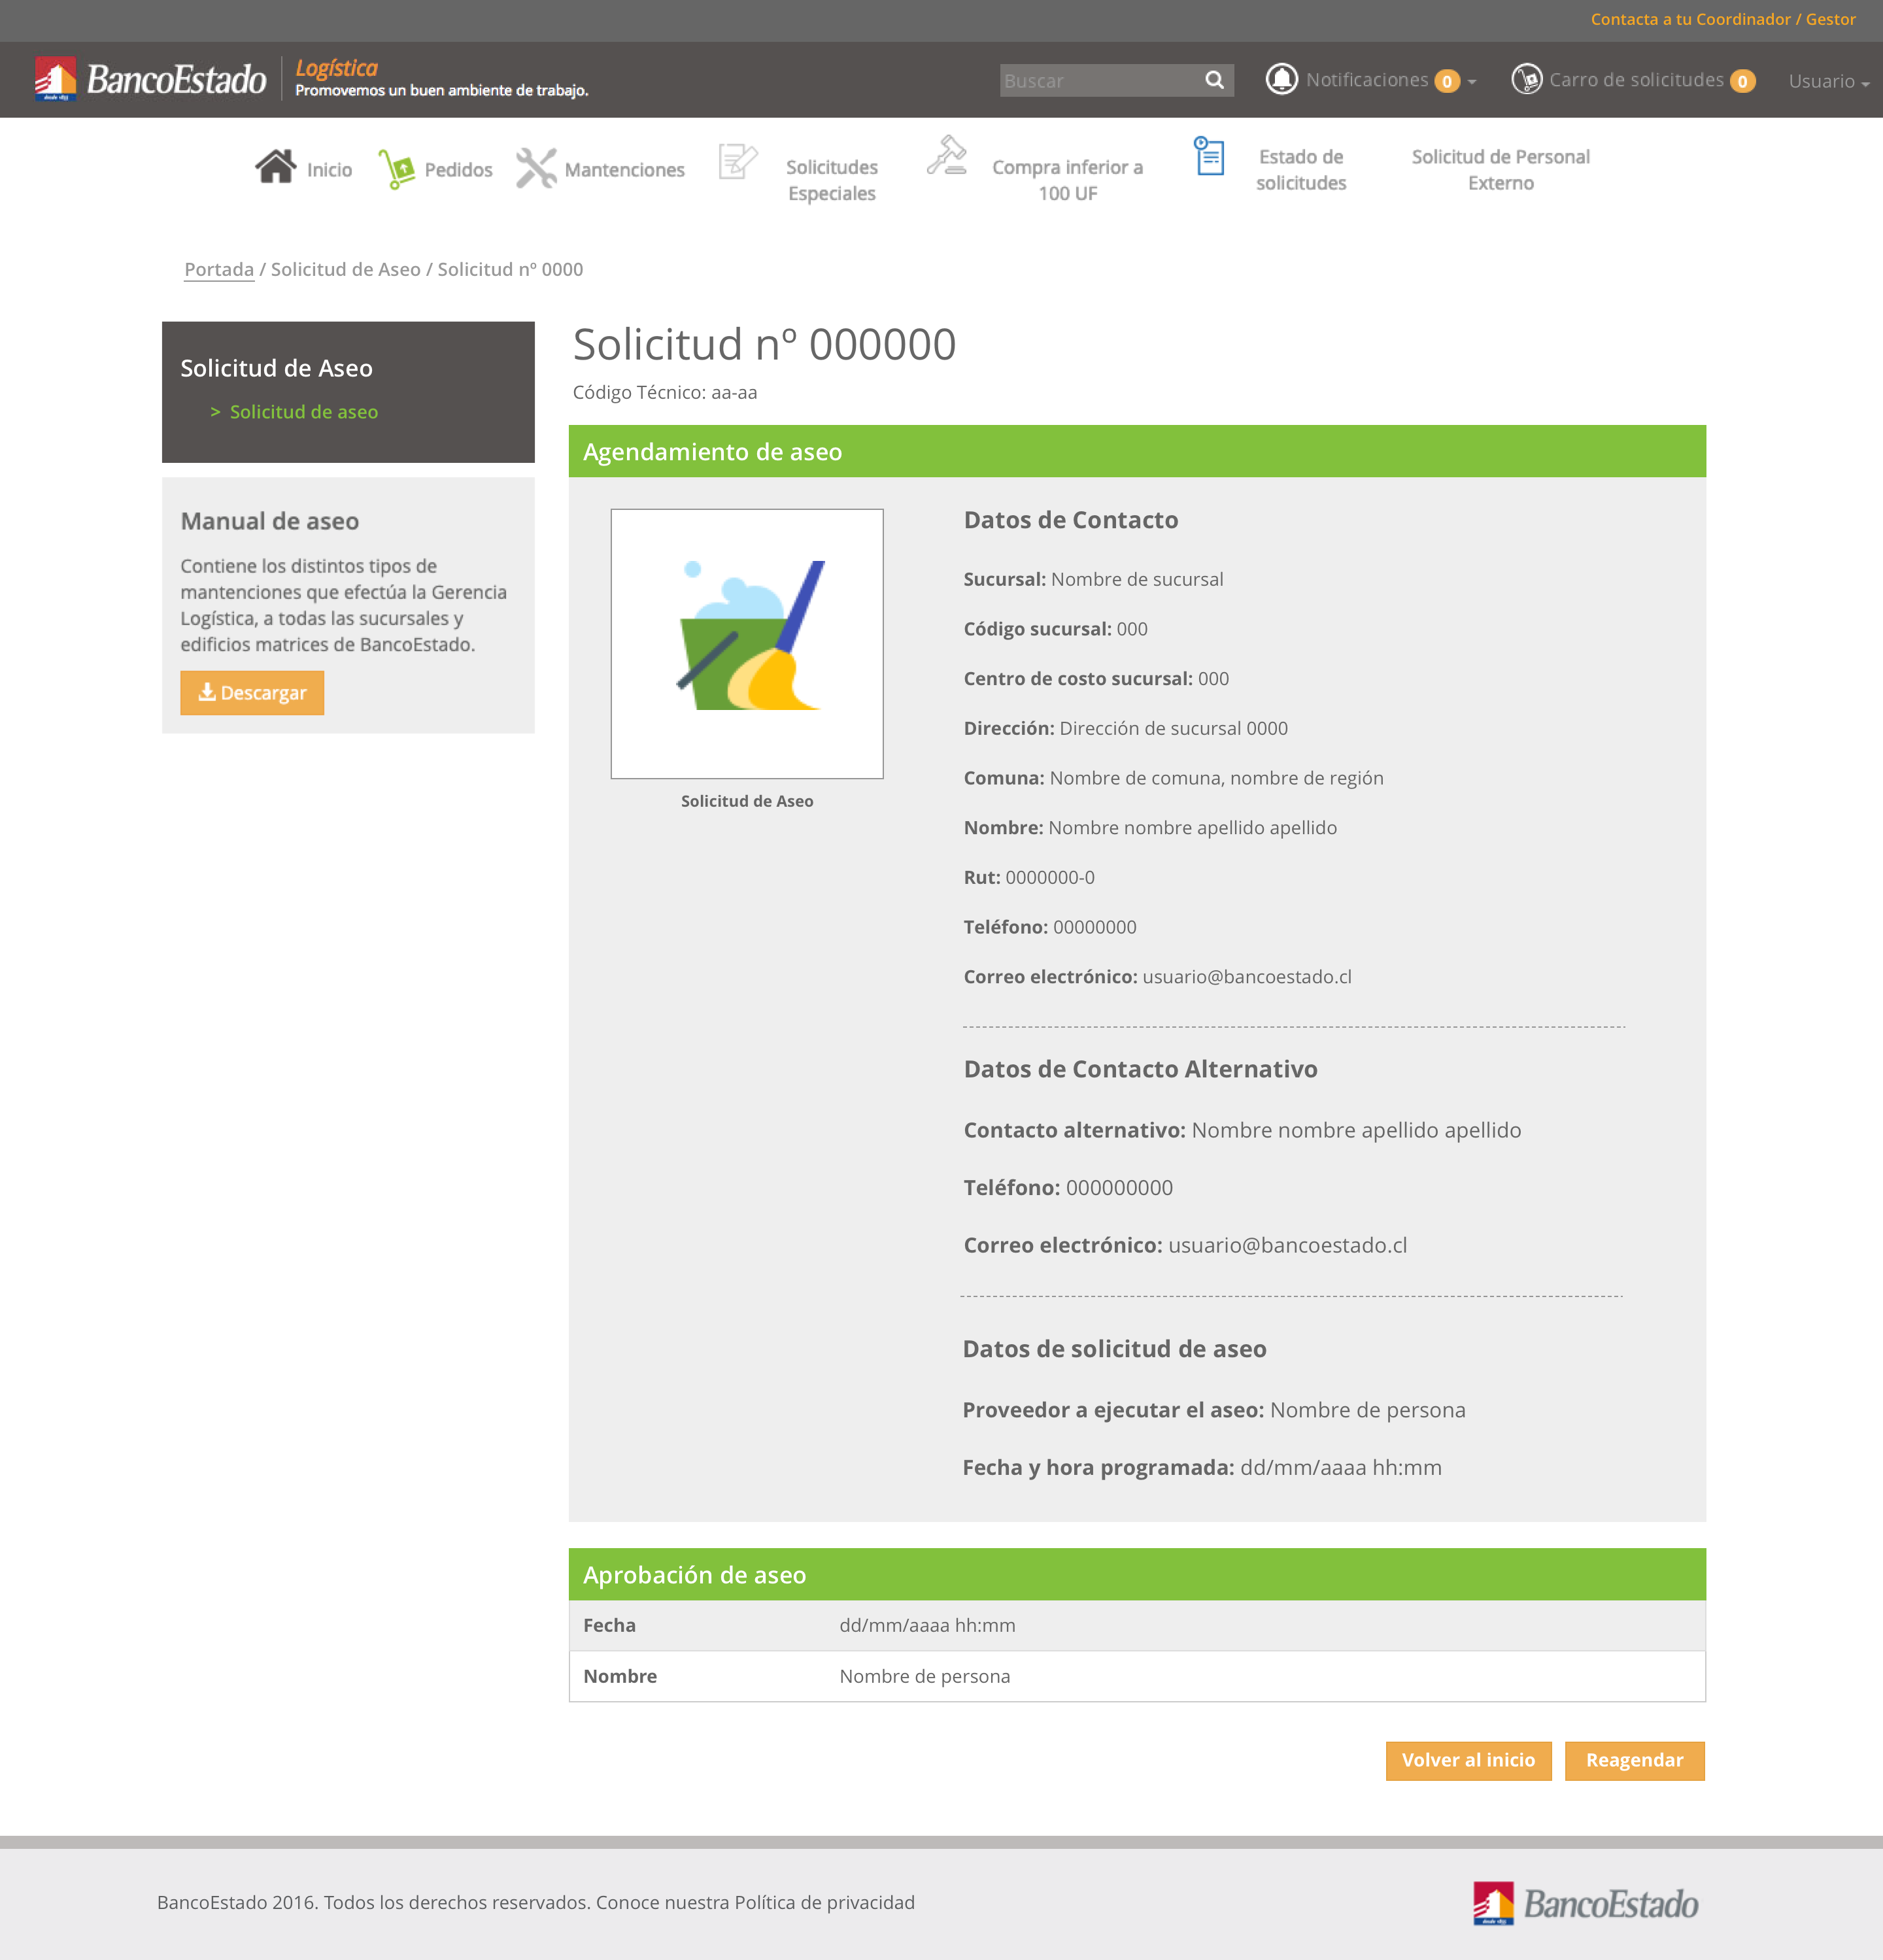 Contacta a tu Coordinador / Gestor
BancoEstado
desde 1855
Logística
Promovemos un buen ambiente de trabajo.
Buscar
Notificaciones 0
Carro de solicitudes 0
Usuario
Inicio
Pedidos
Mantenciones
Solicitudes
Especiales
Compra inferior a
100 UF
Estado de
solicitudes
Solicitud de Personal
Externo
Portada / Solicitud de Aseo / Solicitud nº 0000
Solicitud de Aseo
> Solicitud de aseo
Manual de aseo
Contiene los distintos tipos de
mantenciones que efectúa la Gerencia
Logística, a todas las sucursales y
edificios matrices de BancoEstado.
Descargar
Solicitud nº 000000
Código Técnico: aa-aa
Agendamiento de aseo
Solicitud de Aseo
Datos de Contacto
Sucursal: Nombre de sucursal
Código sucursal: 000
Centro de costo sucursal: 000
Dirección: Dirección de sucursal 0000
Comuna: Nombre de comuna, nombre de región
Nombre: Nombre nombre apellido apellido
Rut: 0000000-0
Teléfono: 00000000
Correo electrónico: usuario@bancoestado.cl
Datos de Contacto Alternativo
Contacto alternativo: Nombre nombre apellido apellido
Teléfono: 000000000
Correo electrónico: usuario@bancoestado.cl
Datos de solicitud de aseo
Proveedor a ejecutar el aseo: Nombre de persona
Fecha y hora programada: dd/mm/aaaa hh:mm
Aprobación de aseo
Fecha dd/mm/aaaa hh:mm
Nombre Nombre de persona
Volver al inicio
Reagendar
BancoEstado 2016. Todos los derechos reservados. Conoce nuestra Política de privacidad
BancoEstado
desde 1855